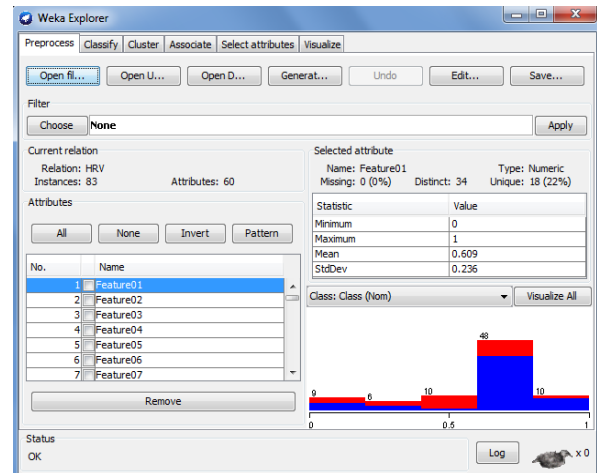 Weka Explorer
Preprocess Classify Cluster Associate Select attributes Visualize
Open fil... Open U... Open D... Generat... Undo Edit... Save...
Filter
Choose None Apply
Current relation
Relation: HRV
Instances: 83 Attributes: 60
Selected attribute
Name: Feature01 Type: Numeric
Missing: 0 (0%) Distinct: 34 Unique: 18 (22%)
Attributes
All None Invert Pattern
No. Name
1 Feature01
2 Feature02
3 Feature03
4 Feature04
5 Feature05
6 Feature06
7 Feature07
Remove
Statistic Value
Minimum 0
Maximum 1
Mean 0.609
StdDev 0.236
Class: Class (Nom) Visualize All
9 6 10 48 10
0 0.5 1
Status
OK
Log x 0